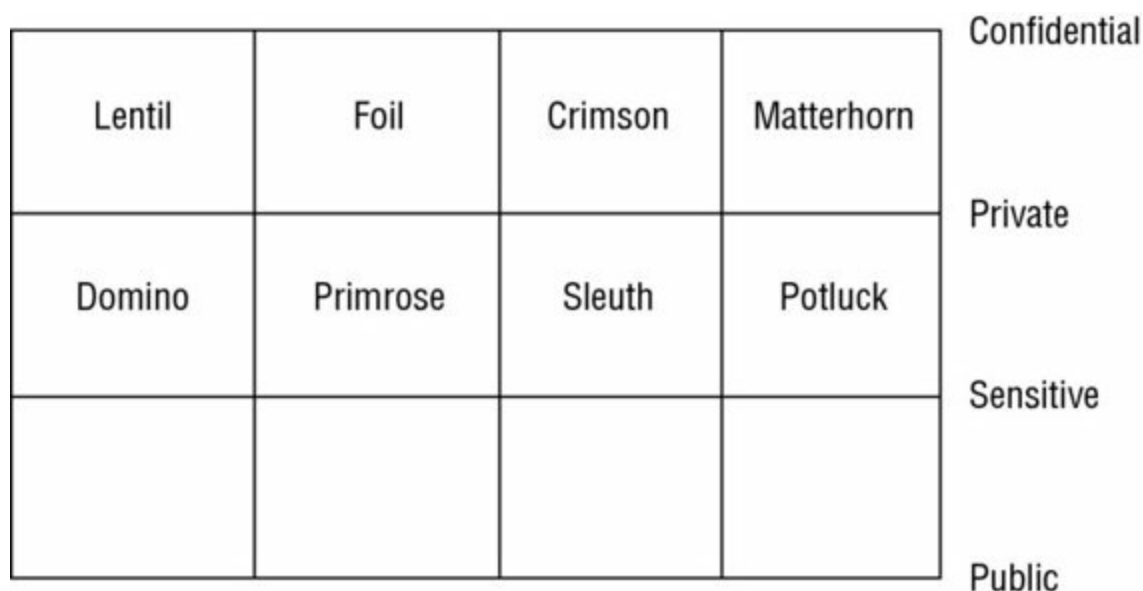 Confidential
Lentil Foil Crimson Matterhorn
Private
Domino Primrose Sleuth Potluck
Sensitive
Public